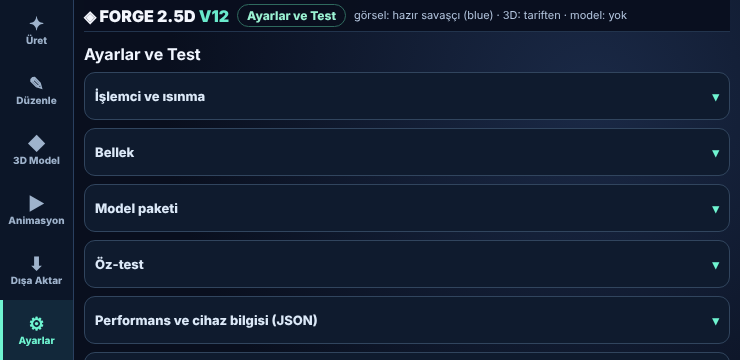 FORGE 2.5D V12 Ayarlar ve Test görsel: hazır savaşçı (blue) · 3D: tariften · model: yok
Üret
Düzenle
3D Model
Animasyon
Dışa Aktar
Ayarlar
Ayarlar ve Test
İşlemci ve ısınma
Bellek
Model paketi
Öz-test
Performans ve cihaz bilgisi (JSON)